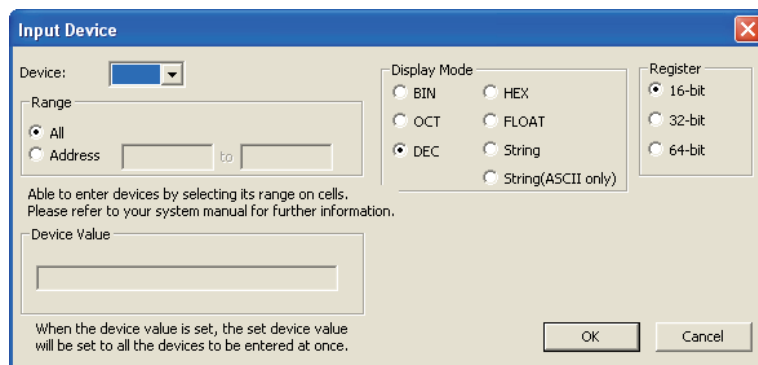 Input Device
Device:
Range
All
Address
to
Able to enter devices by selecting its range on cells.
Please refer to your system manual for further information.
Device Value
When the device value is set, the set device value
will be set to all the devices to be entered at once.
Display Mode
BIN
HEX
OCT
FLOAT
DEC
String
String(ASCII only)
Register
16-bit
32-bit
64-bit
OK
Cancel